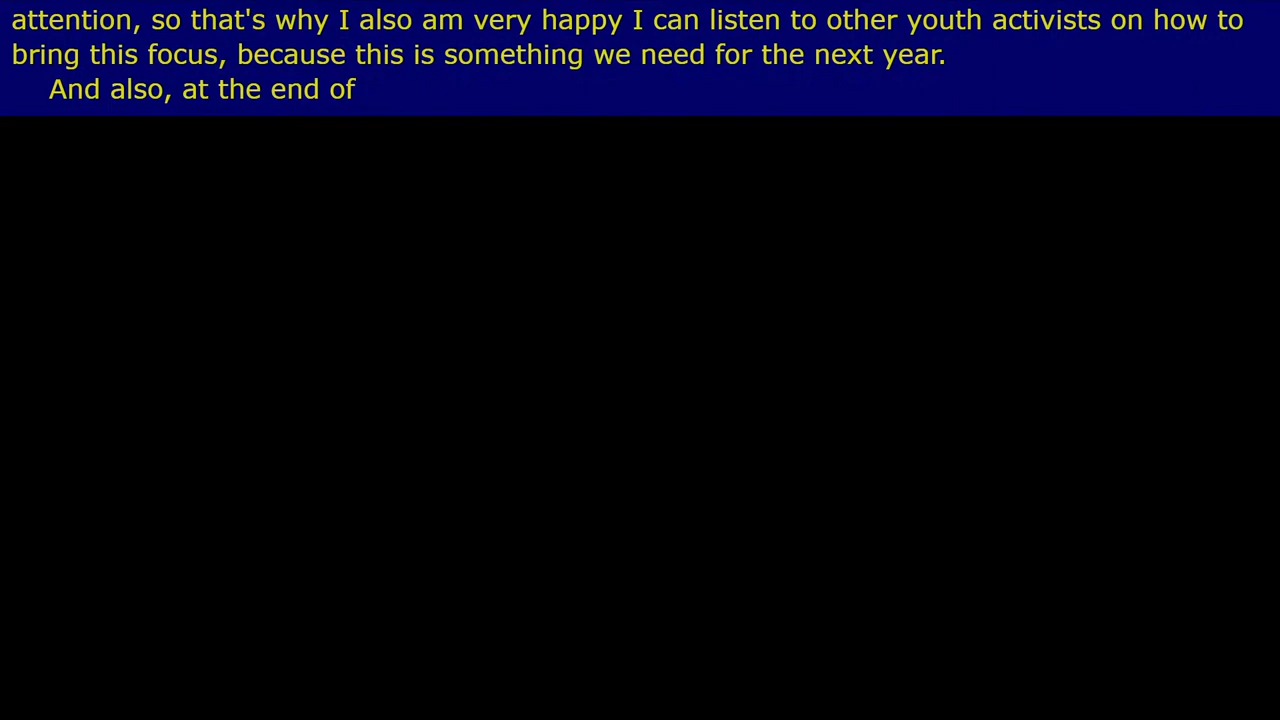 attention, so that's why I also am very happy I can listen to other youth activists on how to
bring this focus, because this is something we need for the next year.
And also, at the end of